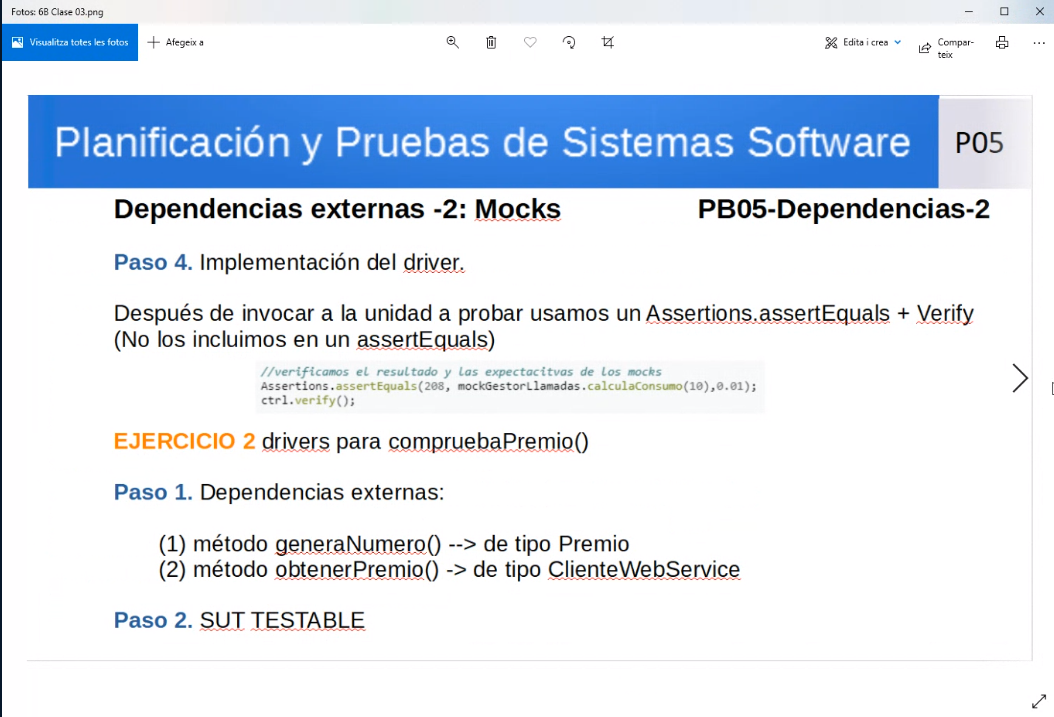 Fotos: 6B Clase 03.png
Visualitza totes les fotos
Afegeix a
Edita i crea
Compar-
teix
Planificación y Pruebas de Sistemas Software
P05
Dependencias externas -2: Mocks
PB05-Dependencias-2
Paso 4. Implementación del driver.
Después de invocar a la unidad a probar usamos un Assertions.assertEquals + Verify
(No los incluimos en un assertEquals)
//verificamos el resultado y las expectacitvas de los mocks
Assertions.assertEquals(208, mockGestorLlamadas.calculaConsumo(10),0.01);
ctrl.verify();
EJERCICIO 2 drivers para compruebaPremio()
Paso 1. Dependencias externas:
(1) método generaNumero() --> de tipo Premio
(2) método obtenerPremio() -> de tipo ClienteWebService
Paso 2. SUT TESTABLE